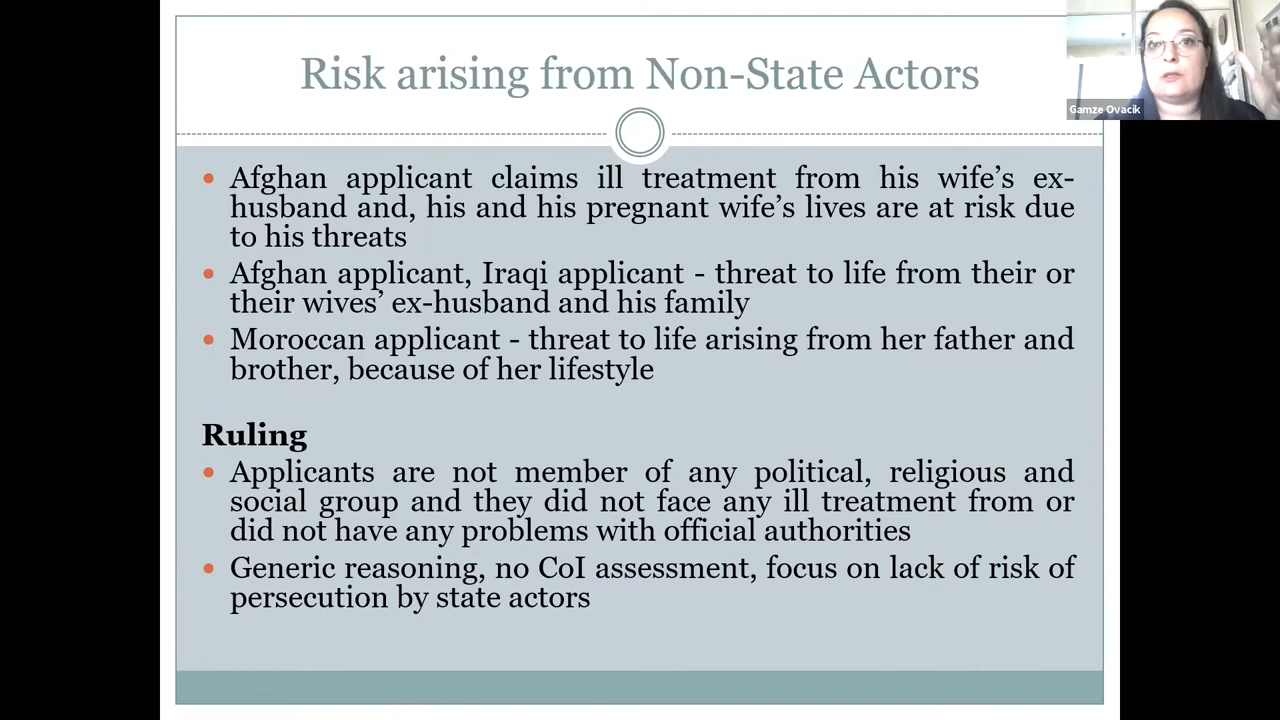 Risk arising from Non-State Actors
Gamze Ovacik
• Afghan applicant claims ill treatment from his wife’s ex-
husband and, his and his pregnant wife’s lives are at risk due
to his threats
• Afghan applicant, Iraqi applicant - threat to life from their or
their wives’ ex-husband and his family
• Moroccan applicant - threat to life arising from her father and
brother, because of her lifestyle
Ruling
• Applicants are not member of any political, religious and
social group and they did not face any ill treatment from or
did not have any problems with official authorities
• Generic reasoning, no CoI assessment, focus on lack of risk of
persecution by state actors